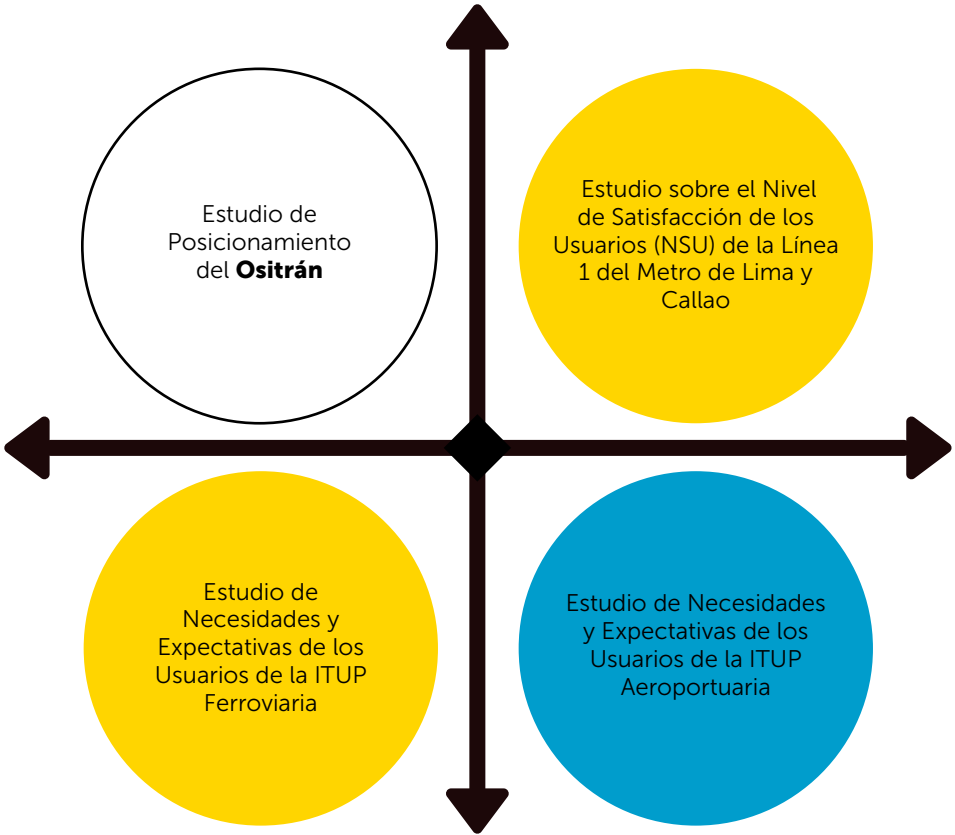 Estudio de
Posicionamiento
del Ositrán
Estudio sobre el Nivel
de Satisfacción de los
Usuarios (NSU) de la Línea
1 del Metro de Lima y
Callao
Estudio de
Necesidades y
Expectativas de los
Usuarios de la ITUP
Ferroviaria
Estudio de Necesidades
y Expectativas de los
Usuarios de la ITUP
Aeroportuaria